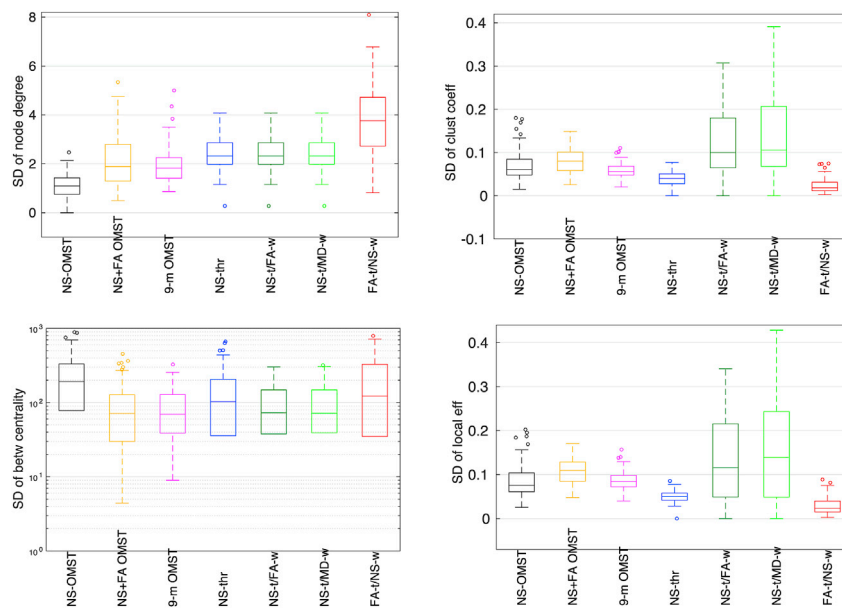 SD of node degree
8
6
4
2
0
NS-OMST
NS+FA OMST
9-m OMST
NS-thr
NS-t/FA-w
NS-t/MD-w
FA-t/NS-w
SD of clust coeff
0.4
0.3
0.2
0.1
0
-0.1
NS-OMST
NS+FA OMST
9-m OMST
NS-thr
NS-t/FA-w
NS-t/MD-w
FA-t/NS-w
SD of betw centrality
10³
10²
10¹
10⁰
NS-OMST
NS+FA OMST
9-m OMST
NS-thr
NS-t/FA-w
NS-t/MD-w
FA-t/NS-w
SD of local eff
0.4
0.3
0.2
0.1
0
NS-OMST
NS+FA OMST
9-m OMST
NS-thr
NS-t/FA-w
NS-t/MD-w
FA-t/NS-w